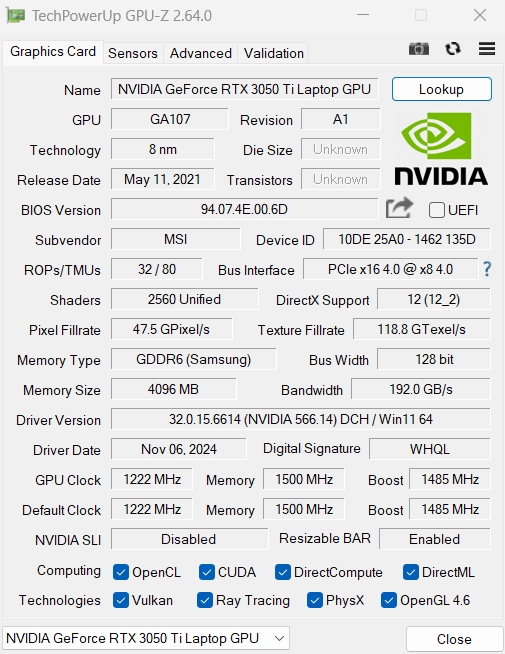 TechPowerUp GPU-Z 2.64.0
Graphics Card Sensors Advanced Validation
Name NVIDIA GeForce RTX 3050 Ti Laptop GPU Lookup
GPU GA107 Revision A1
Technology 8 nm Die Size Unknown
Release Date May 11, 2021 Transistors Unknown
NVIDIA
BIOS Version 94.07.4E.00.6D UEFI
Subvendor MSI Device ID 10DE 25A0 - 1462 135D
ROPs/TMUs 32 / 80 Bus Interface PCIe x16 4.0 @ x8 4.0 ?
Shaders 2560 Unified DirectX Support 12 (12_2)
Pixel Fillrate 47.5 GPixel/s Texture Fillrate 118.8 GTexel/s
Memory Type GDDR6 (Samsung) Bus Width 128 bit
Memory Size 4096 MB Bandwidth 192.0 GB/s
Driver Version 32.0.15.6614 (NVIDIA 566.14) DCH / Win11 64
Driver Date Nov 06, 2024 Digital Signature WHQL
GPU Clock 1222 MHz Memory 1500 MHz Boost 1485 MHz
Default Clock 1222 MHz Memory 1500 MHz Boost 1485 MHz
NVIDIA SLI Disabled Resizable BAR Enabled
Computing OpenCL CUDA DirectCompute DirectML
Technologies Vulkan Ray Tracing PhysX OpenGL 4.6
NVIDIA GeForce RTX 3050 Ti Laptop GPU Close